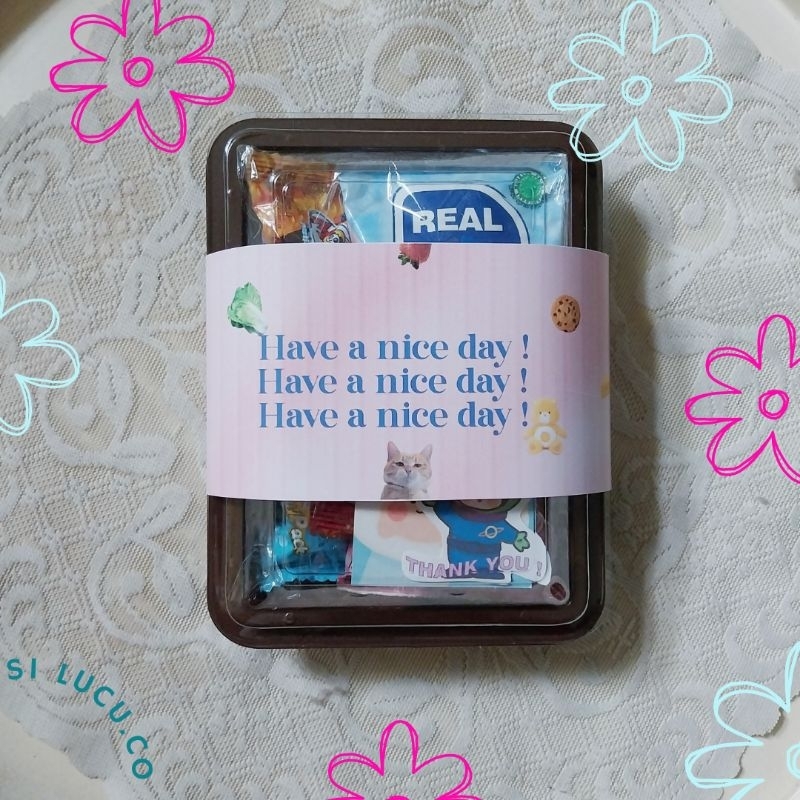 REAL
Have a nice day !
Have a nice day !
Have a nice day !
THANK YOU !
SI LUCU.CO